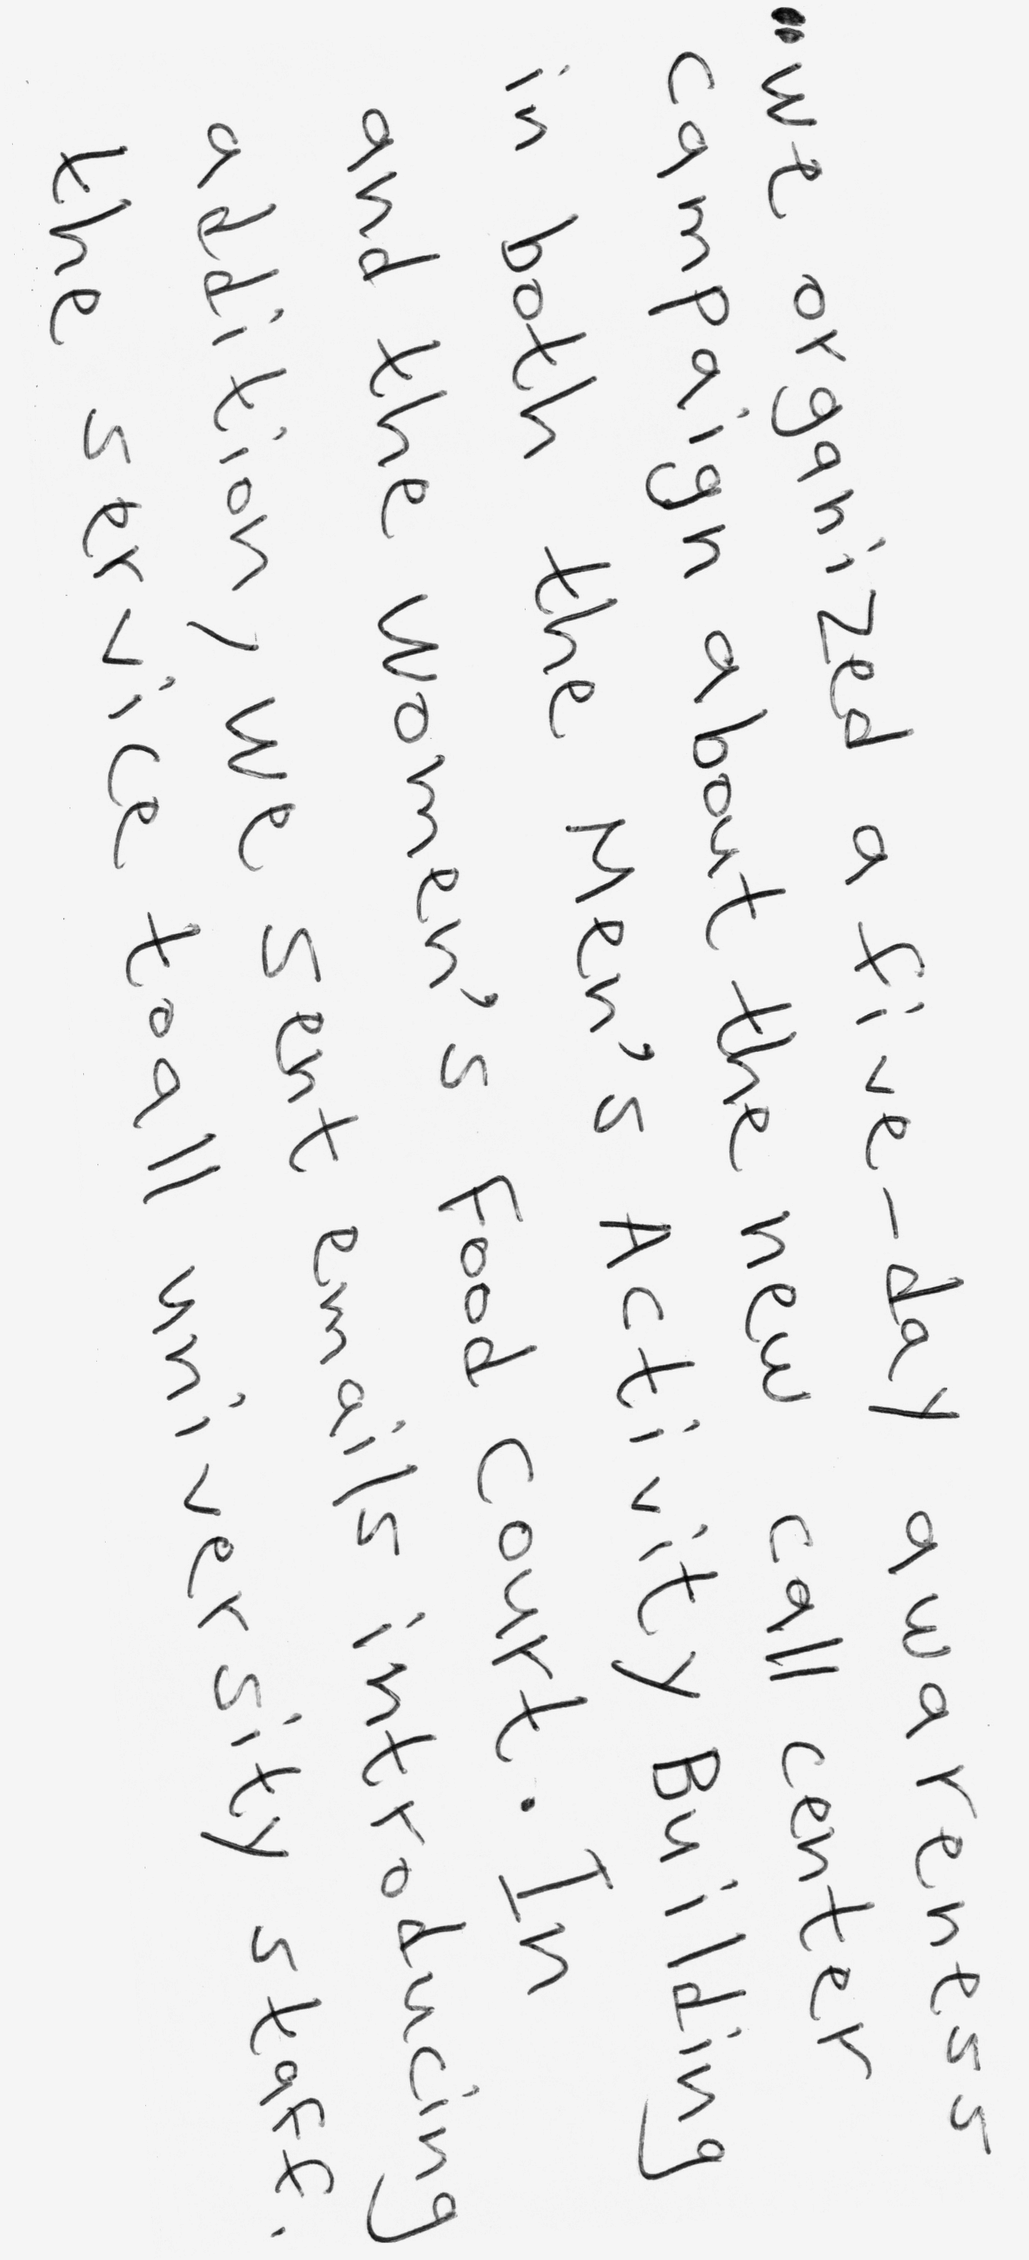 "We organized a five-day awareness
campaign about the new call center
in both the Men's Activity Building
and the Women's Food Court. In
addition, we sent emails introducing
the service to all university staff.